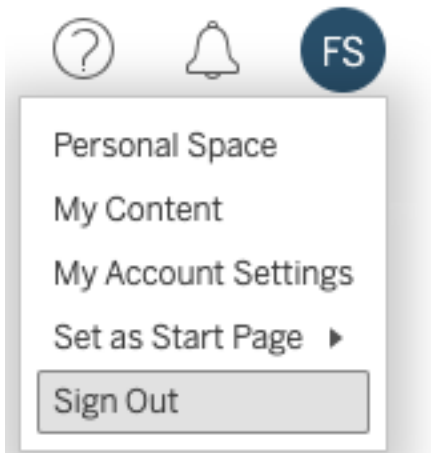 FS
Personal Space
My Content
My Account Settings
Set as Start Page
Sign Out